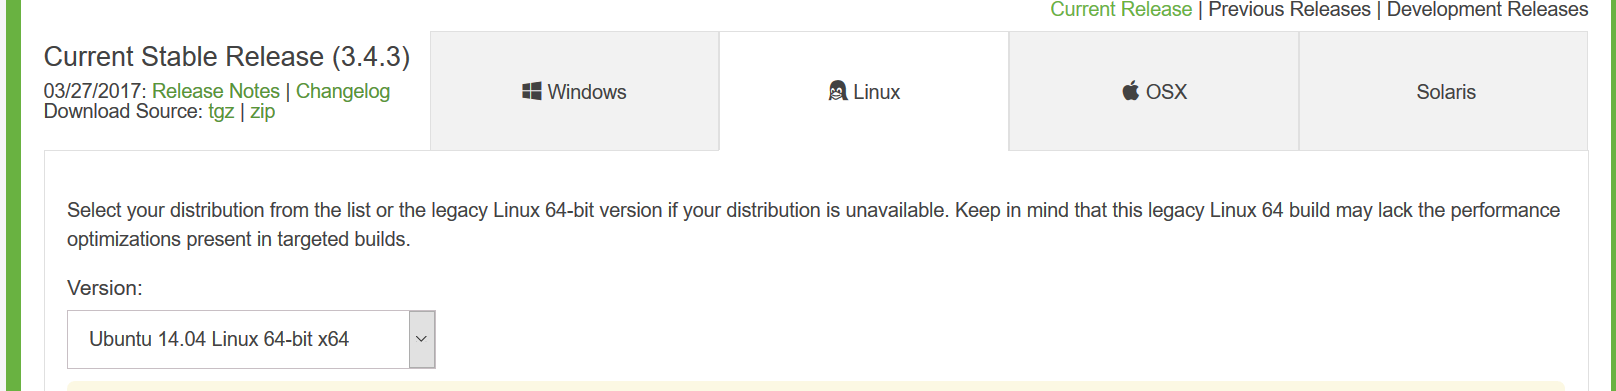 Current Release | Previous Releases | Development Releases
Current Stable Release (3.4.3)
03/27/2017: Release Notes | Changelog
Download Source: tgz | zip
Windows
Linux
OSX
Solaris
Select your distribution from the list or the legacy Linux 64-bit version if your distribution is unavailable. Keep in mind that this legacy Linux 64 build may lack the performance
optimizations present in targeted builds.
Version:
Ubuntu 14.04 Linux 64-bit x64